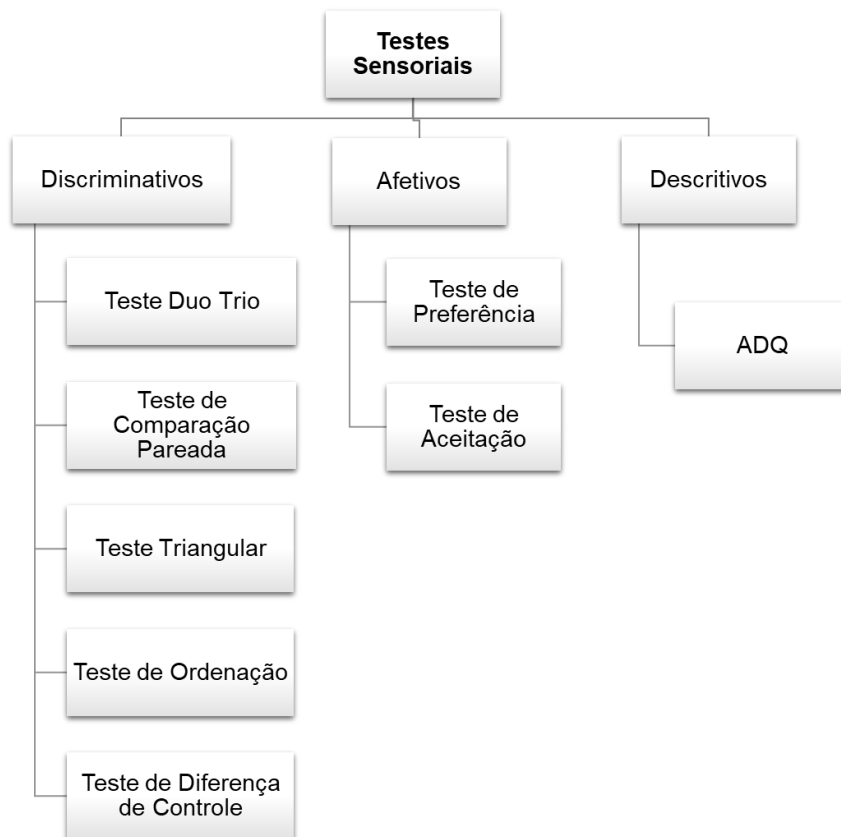 Testes
Sensoriais
Discriminativos
Afetivos
Descritivos
Teste Duo Trio
Teste de
Comparação
Pareada
Teste Triangular
Teste de Ordenação
Teste de Diferença
de Controle
Teste de
Preferência
Teste de
Aceitação
ADQ